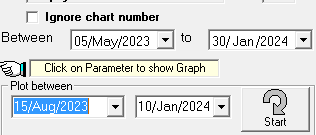 Ignore chart number
Between 05/May/2023 to 30/Jan/2024
Click on Parameter to show Graph
Plot between
15/Aug/2023 10/Jan/2024 Start